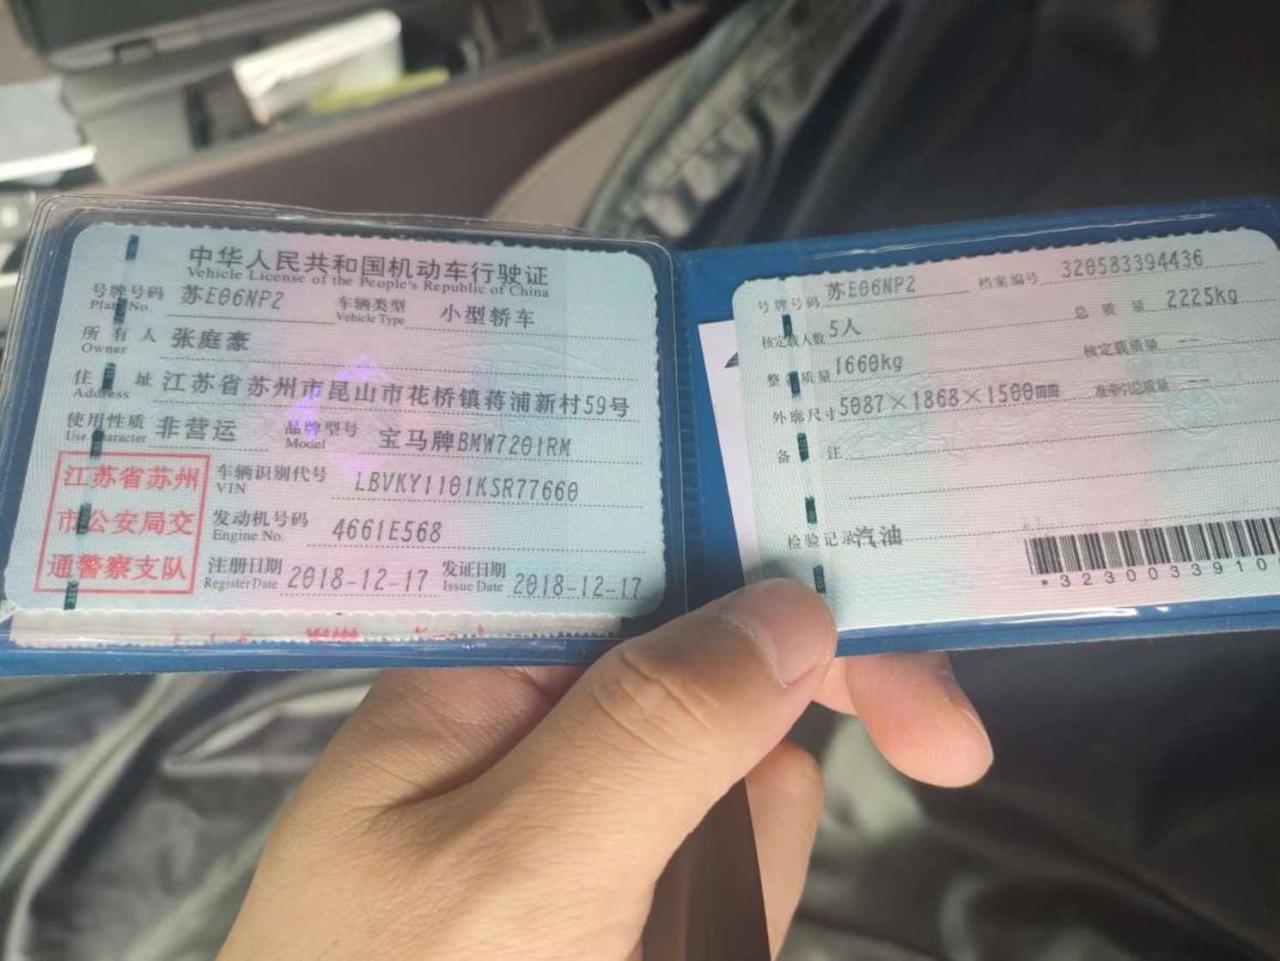 中华人民共和国机动车行驶证
Vehicle License of the People's Republic of China
号牌号码 苏E06NP2 车辆类型 小型轿车
Plate No. Vehicle Type
所有人 张庭豪
Owner
住址 江苏省苏州市昆山市花桥镇蒋浦新村59号
Address
使用性质 非营运 品牌型号 宝马牌BMW7201RM
Use Character Model
江苏省苏州
市公安局交
通警察支队
车辆识别代号 LBVKY1101KSR77660
VIN
发动机号码 4661E568
Engine No.
注册日期 2018-12-17 发证日期 2018-12-17
Register Date Issue Date
号牌号码 苏E06NP2 档案编号 320583394436
核定载人数 5人 总质量 2225kg
整备质量 1660kg 核定载质量 --
外廓尺寸 5087×1868×1500mm 准牵引总质量 --
备注
检验记录 汽油
*3230033910